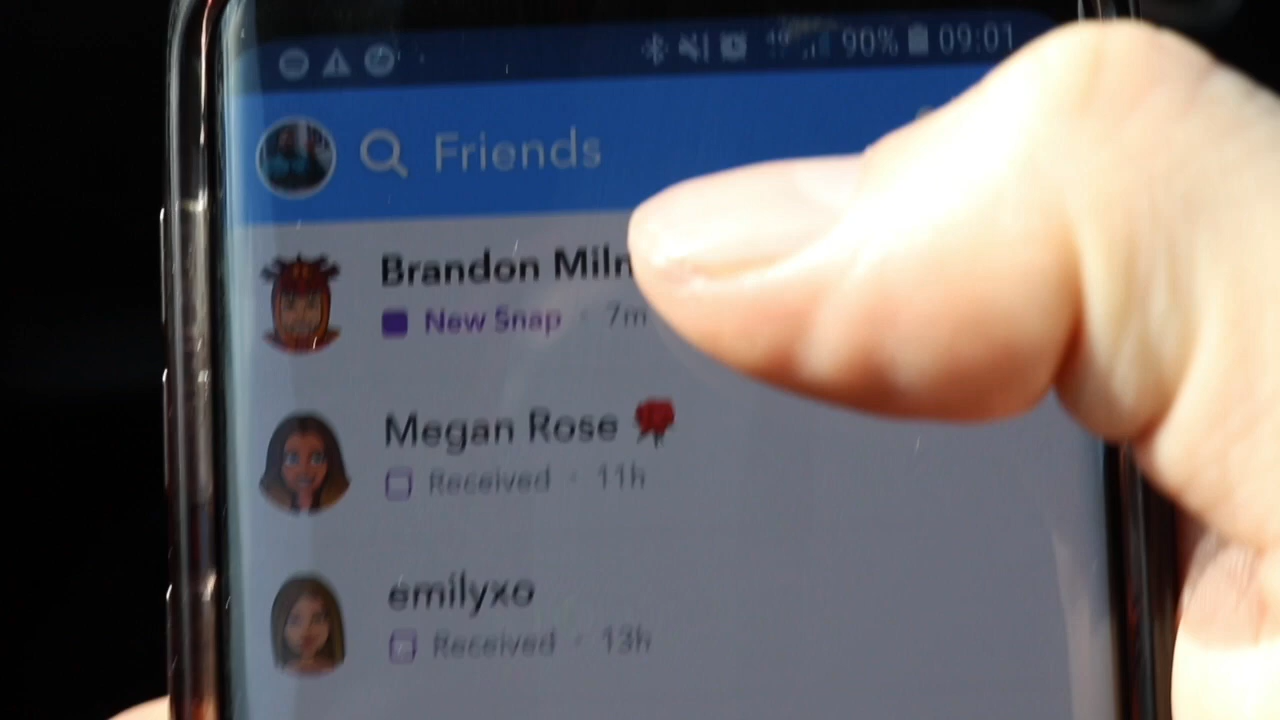 90% 09:01
Friends
Brandon Miln
New Snap · 7m
Megan Rose 🌹
Received · 11h
emilyxo
Received · 13h